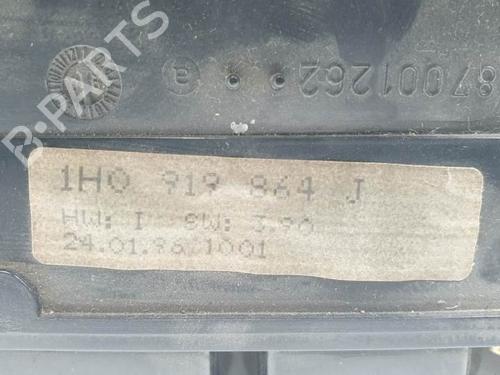 B-PARTS
87001262
a
1H0 919 864 J
HW: I SW: J.90
24.01.96 1001